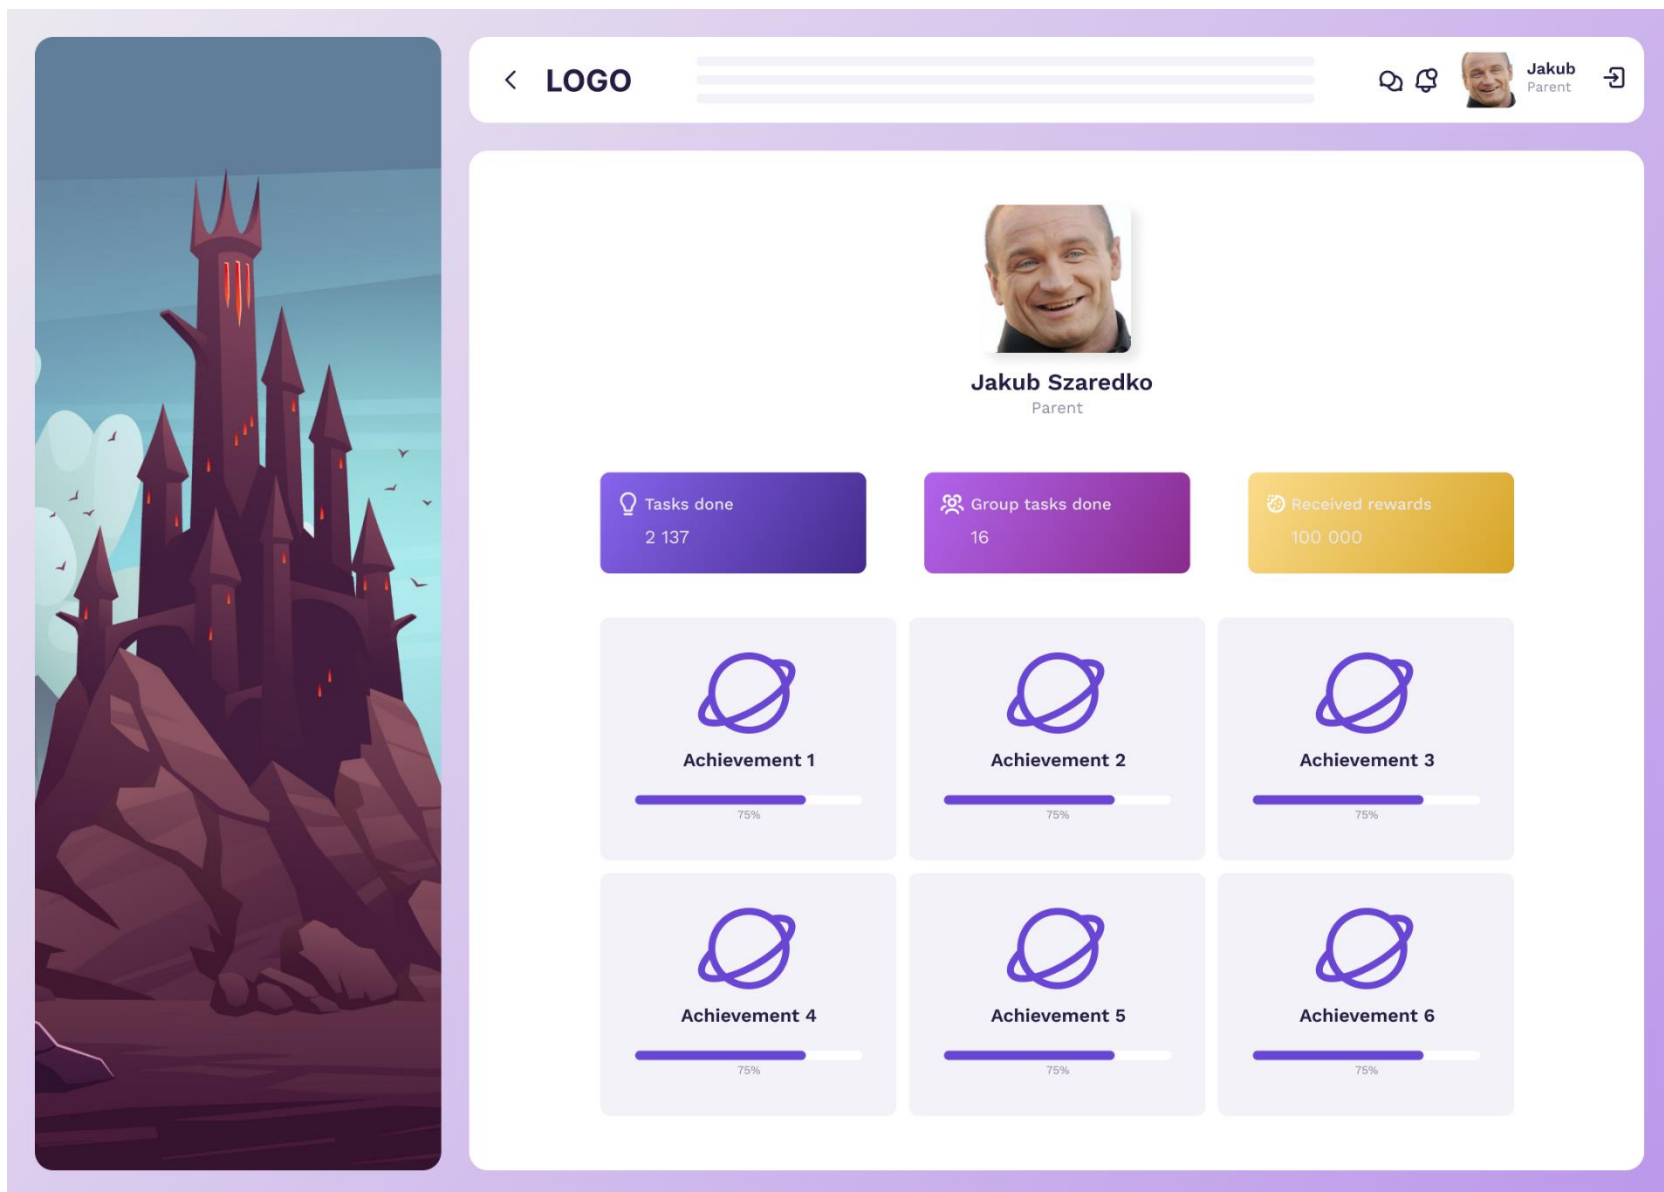 LOGO
Jakub
Parent
Jakub Szaredko
Parent
Tasks done
2 137
Group tasks done
16
Received rewards
100 000
Achievement 1
75%
Achievement 2
75%
Achievement 3
75%
Achievement 4
75%
Achievement 5
75%
Achievement 6
75%